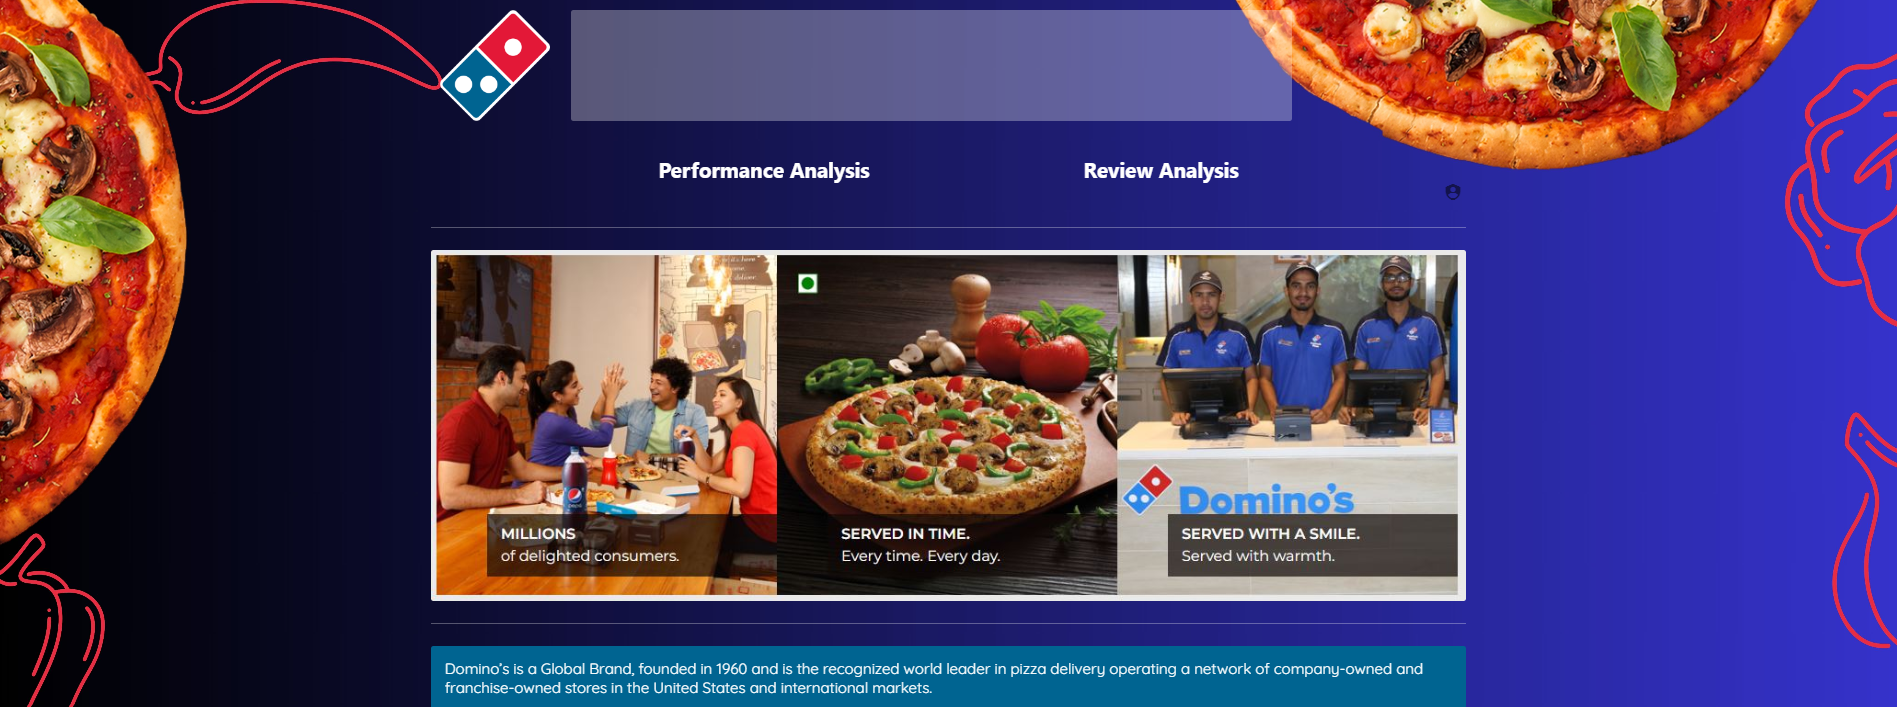 Performance Analysis
Review Analysis
deliver.
pepsi
MILLIONS
of delighted consumers.
SERVED IN TIME.
Every time. Every day.
Domino's
SERVED WITH A SMILE.
Served with warmth.
Domino's is a Global Brand, founded in 1960 and is the recognized world leader in pizza delivery operating a network of company-owned and
franchise-owned stores in the United States and international markets.